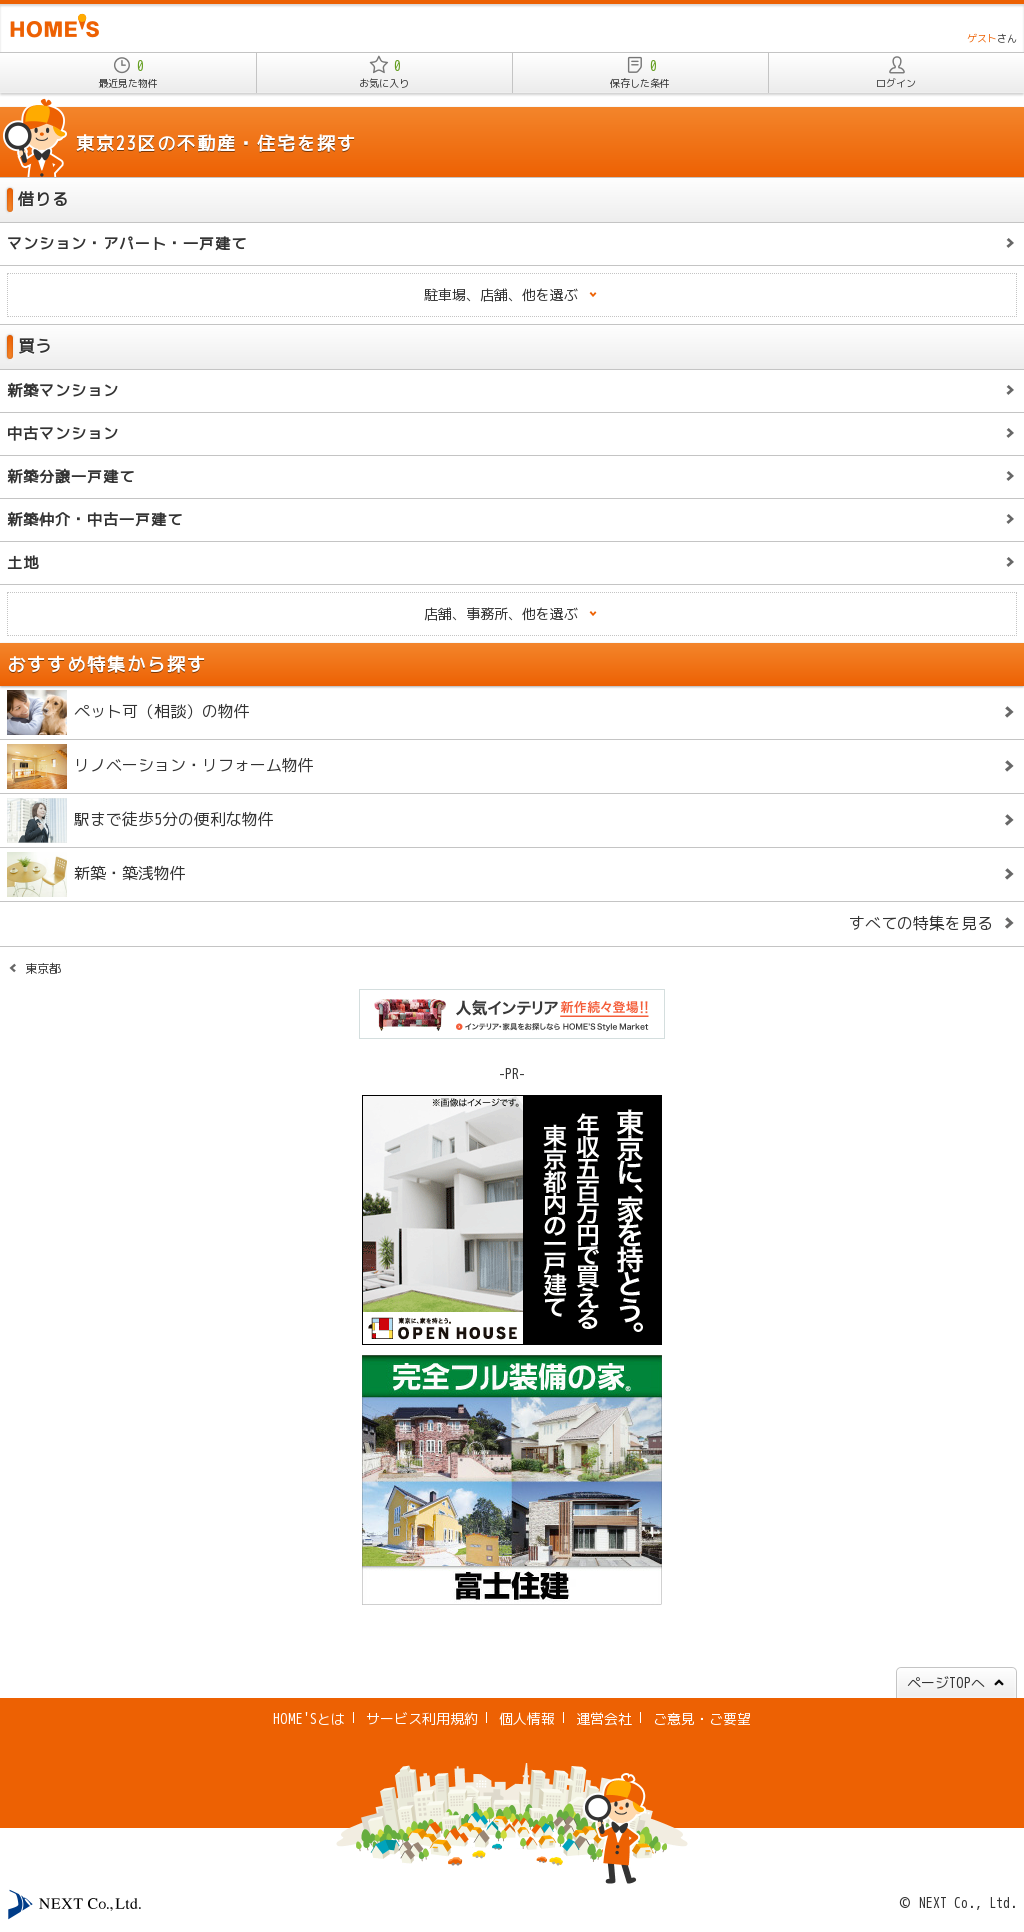 HOME'S
ゲストさん
0
最近見た物件
0
お気に入り
0
保存した条件
ログイン
東京23区の不動産・住宅を探す
借りる
マンション・アパート・一戸建て
駐車場、店舗、他を選ぶ
買う
新築マンション
中古マンション
新築分譲一戸建て
新築仲介・中古一戸建て
土地
店舗、事務所、他を選ぶ
おすすめ特集から探す
ペット可（相談）の物件
リノベーション・リフォーム物件
駅まで徒歩5分の便利な物件
新築・築浅物件
すべての特集を見る
東京都
人気インテリア 新作続々登場!!
インテリア・家具をお探しなら HOME'S Style Market
-PR-
※画像はイメージです。
東京に、家を持とう。
年収五百万円で買える
東京都内の一戸建て
東京に、家を持とう。
OPEN HOUSE
完全フル装備の家®
富士住建
ページTOPへ
HOME'Sとは
サービス利用規約
個人情報
運営会社
ご意見・ご要望
NEXT Co., Ltd.
© NEXT Co., Ltd.